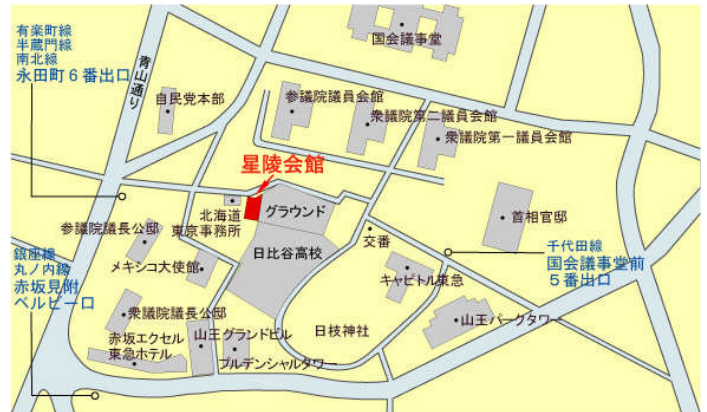 有楽町線
半蔵門線
南北線
永田町6番出口
青山通り
国会議事堂
自民党本部
参議院議員会館
衆議院第二議員会館
衆議院第一議員会館
星陵会館
北海道
東京事務所
グラウンド
日比谷高校
首相官邸
参議院議長公邸
交番
千代田線
国会議事堂前
5番出口
銀座線
丸ノ内線
赤坂見附
ベルビー口
メキシコ大使館
キャピトル東急
衆議院議長公邸
山王パークタワー
赤坂エクセル
東急ホテル
山王グランドビル
日枝神社
プルデンシャルタワー